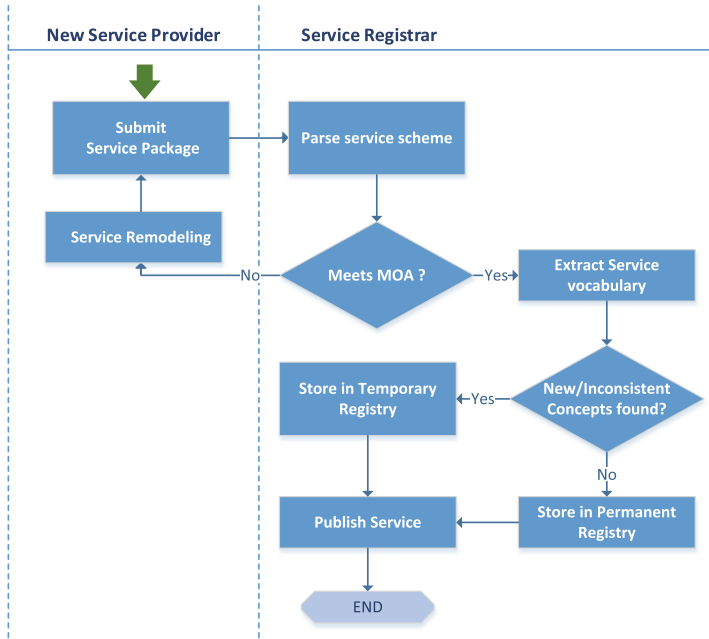 New Service Provider
Service Registrar
Submit
Service Package
Parse service scheme
Service Remodeling
No
Meets MOA ?
Yes
Extract Service
vocabulary
Store in Temporary
Registry
Yes
New/Inconsistent
Concepts found?
No
Publish Service
Store in Permanent
Registry
END